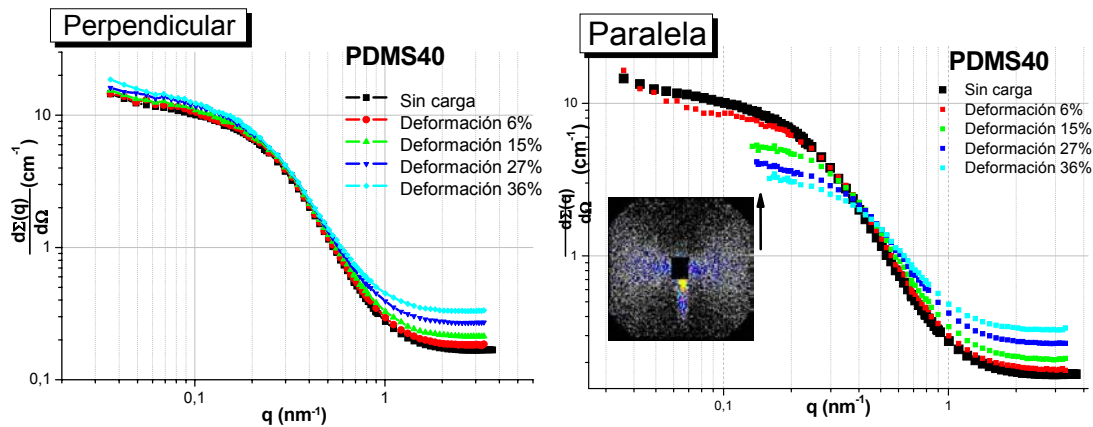 Perpendicular
PDMS40
Sin carga
Deformación 6%
Deformación 15%
Deformación 27%
Deformación 36%
10
1
0,1
0,1
1
dΣ(q)
dΩ
(cm⁻¹)
q (nm⁻¹)
Paralela
PDMS40
Sin carga
Deformación 6%
Deformación 15%
Deformación 27%
Deformación 36%
10
1
0,1
1
dΣ(q)
dΩ
(cm⁻¹)
q (nm⁻¹)